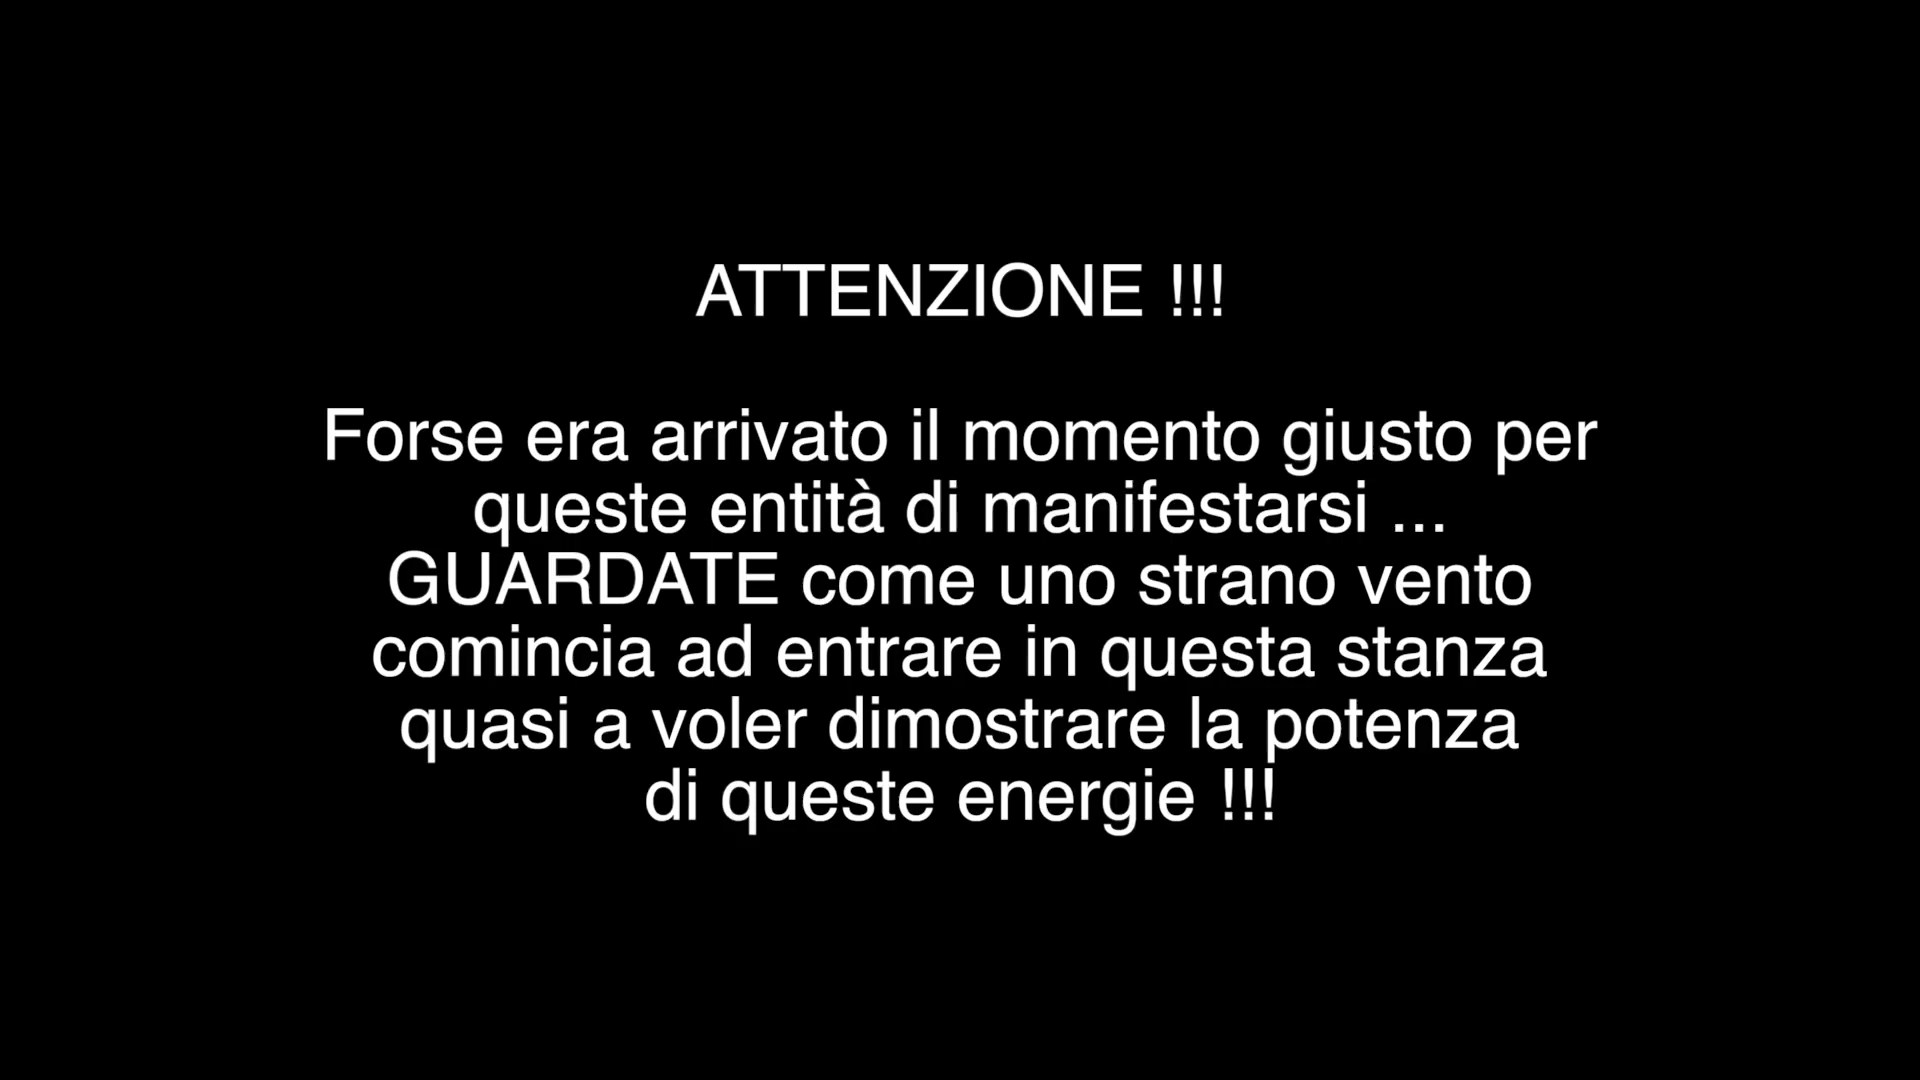 ATTENZIONE !!!
Forse era arrivato il momento giusto per
queste entità di manifestarsi ...
GUARDATE come uno strano vento
comincia ad entrare in questa stanza
quasi a voler dimostrare la potenza
di queste energie !!!